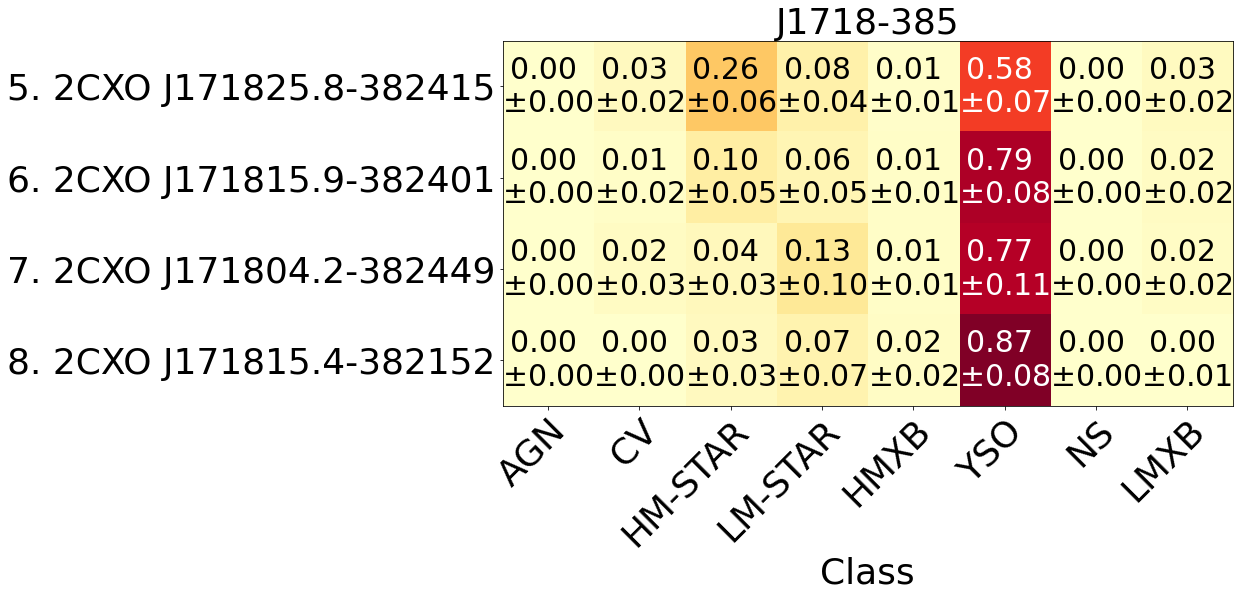 J1718-385
5. 2CXO J171825.8-382415
0.00 0.03 0.26 0.08 0.01 0.58 0.00 0.03
±0.00 ±0.02 ±0.06 ±0.04 ±0.01 ±0.07 ±0.00 ±0.02
6. 2CXO J171815.9-382401
0.00 0.01 0.10 0.06 0.01 0.79 0.00 0.02
±0.00 ±0.02 ±0.05 ±0.05 ±0.01 ±0.08 ±0.00 ±0.02
7. 2CXO J171804.2-382449
0.00 0.02 0.04 0.13 0.01 0.77 0.00 0.02
±0.00 ±0.03 ±0.03 ±0.10 ±0.01 ±0.11 ±0.00 ±0.02
8. 2CXO J171815.4-382152
0.00 0.00 0.03 0.07 0.02 0.87 0.00 0.00
±0.00 ±0.00 ±0.03 ±0.07 ±0.02 ±0.08 ±0.00 ±0.01
AGN CV HM-STAR LM-STAR HMXB YSO NS LMXB
Class